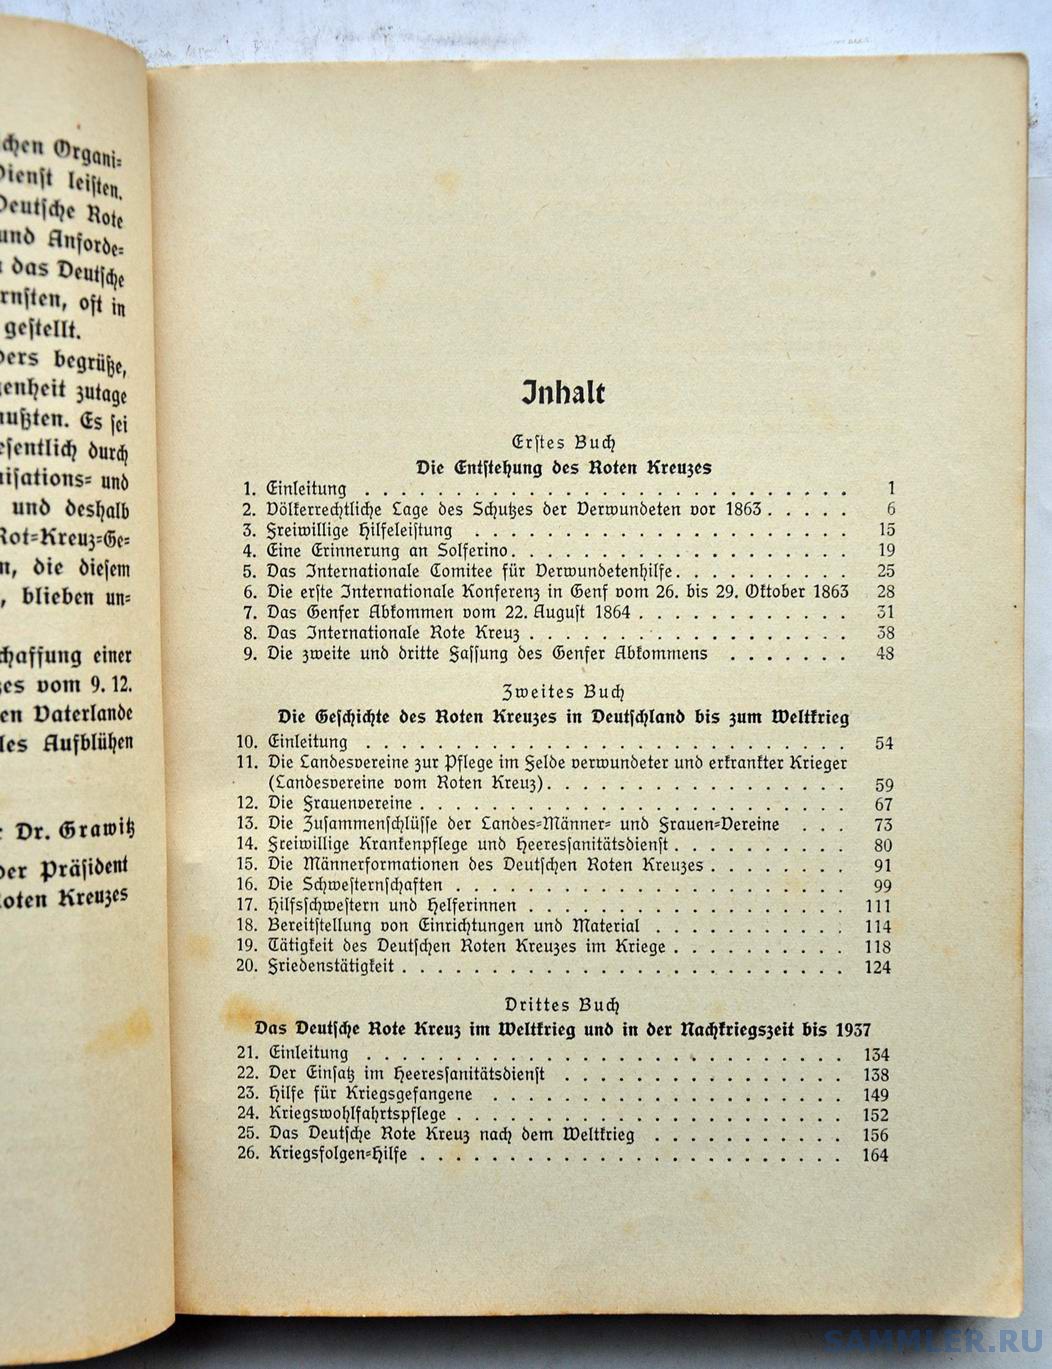 chen Organi-
Dienst leisten.
Deutsche Rote
und Anforde-
das Deutsche
rnsten, oft in
gestellt.
ders begrüße,
genheit zutage
mußten. Es sei
esentlich durch
nisations- und
und deshalb
Rot-Kreuz-Ge-
n, die diesem
, blieben un-
chaffung einer
zes vom 9. 12.
en Vaterlande
les Aufblühen
Dr. Grawitz
der Präsident
Roten Kreuzes
Inhalt
Erstes Buch
Die Entstehung des Roten Kreuzes
1. Einleitung . . . . . . . . . . . . . . . . . . . . . . . . . . . 1
2. Völkerrechtliche Lage des Schutzes der Verwundeten vor 1863 . . . . . 6
3. Freiwillige Hilfeleistung . . . . . . . . . . . . . . . . . . . . . 15
4. Eine Erinnerung an Solferino . . . . . . . . . . . . . . . . . . . 19
5. Das Internationale Comitee für Verwundetenhilfe . . . . . . . . . . 25
6. Die erste Internationale Konferenz in Genf vom 26. bis 29. Oktober 1863 28
7. Das Genfer Abkommen vom 22. August 1864 . . . . . . . . . . . . 31
8. Das Internationale Rote Kreuz . . . . . . . . . . . . . . . . . . 38
9. Die zweite und dritte Fassung des Genfer Abkommens . . . . . . . 48
Zweites Buch
Die Geschichte des Roten Kreuzes in Deutschland bis zum Weltkrieg
10. Einleitung . . . . . . . . . . . . . . . . . . . . . . . . . . . 54
11. Die Landesvereine zur Pflege im Felde verwundeter und erkrankter Krieger
(Landesvereine vom Roten Kreuz) . . . . . . . . . . . . . . . . . 59
12. Die Frauenvereine . . . . . . . . . . . . . . . . . . . . . . . . 67
13. Die Zusammenschlüsse der Landes-Männer- und Frauen-Vereine . . . 73
14. Freiwillige Krankenpflege und Heeressanitätsdienst . . . . . . . . . . 80
15. Die Männerformationen des Deutschen Roten Kreuzes . . . . . . . . 91
16. Die Schwesternschaften . . . . . . . . . . . . . . . . . . . . . . 99
17. Hilfsschwestern und Helferinnen . . . . . . . . . . . . . . . . . . 111
18. Bereitstellung von Einrichtungen und Material . . . . . . . . . . . 114
19. Tätigkeit des Deutschen Roten Kreuzes im Kriege . . . . . . . . . . 118
20. Friedenstätigkeit . . . . . . . . . . . . . . . . . . . . . . . . . 124
Drittes Buch
Das Deutsche Rote Kreuz im Weltkrieg und in der Nachkriegszeit bis 1937
21. Einleitung . . . . . . . . . . . . . . . . . . . . . . . . . . . 134
22. Der Einsatz im Heeressanitätsdienst . . . . . . . . . . . . . . . . 138
23. Hilfe für Kriegsgefangene . . . . . . . . . . . . . . . . . . . . 149
24. Kriegswohlfahrtspflege . . . . . . . . . . . . . . . . . . . . . . 152
25. Das Deutsche Rote Kreuz nach dem Weltkrieg . . . . . . . . . . . 156
26. Kriegsfolgen-Hilfe . . . . . . . . . . . . . . . . . . . . . . . . 164
SAMMLER.RU